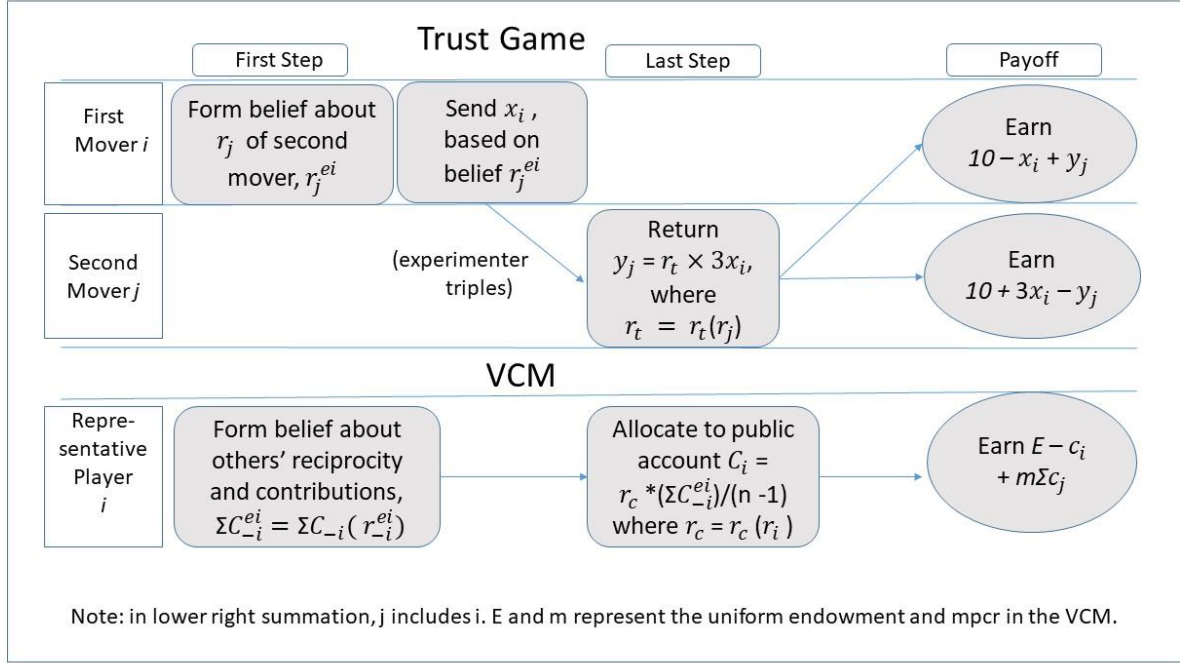 Trust Game
First Step
Last Step
Payoff
First
Mover i
Form belief about
r_j of second
mover, r_j^{ei}
Send x_i ,
based on
belief r_j^{ei}
Earn
10 – x_i + y_j
Second
Mover j
(experimenter
triples)
Return
y_j = r_t × 3x_i,
where
r_t = r_t(r_j)
Earn
10 + 3x_i – y_j
VCM
Repre-
sentative
Player
i
Form belief about
others' reciprocity
and contributions,
ΣC_{-i}^{ei} = ΣC_{-i}( r_{-i}^{ei})
Allocate to public
account C_i =
r_c *(ΣC_{-i}^{ei})/(n -1)
where r_c = r_c (r_i )
Earn E – c_i
+ mΣc_j
Note: in lower right summation, j includes i. E and m represent the uniform endowment and mpcr in the VCM.